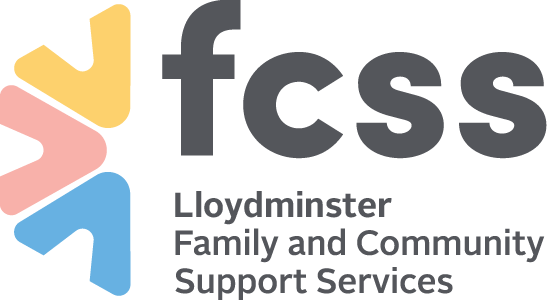 fcss
Lloydminster
Family and Community
Support Services